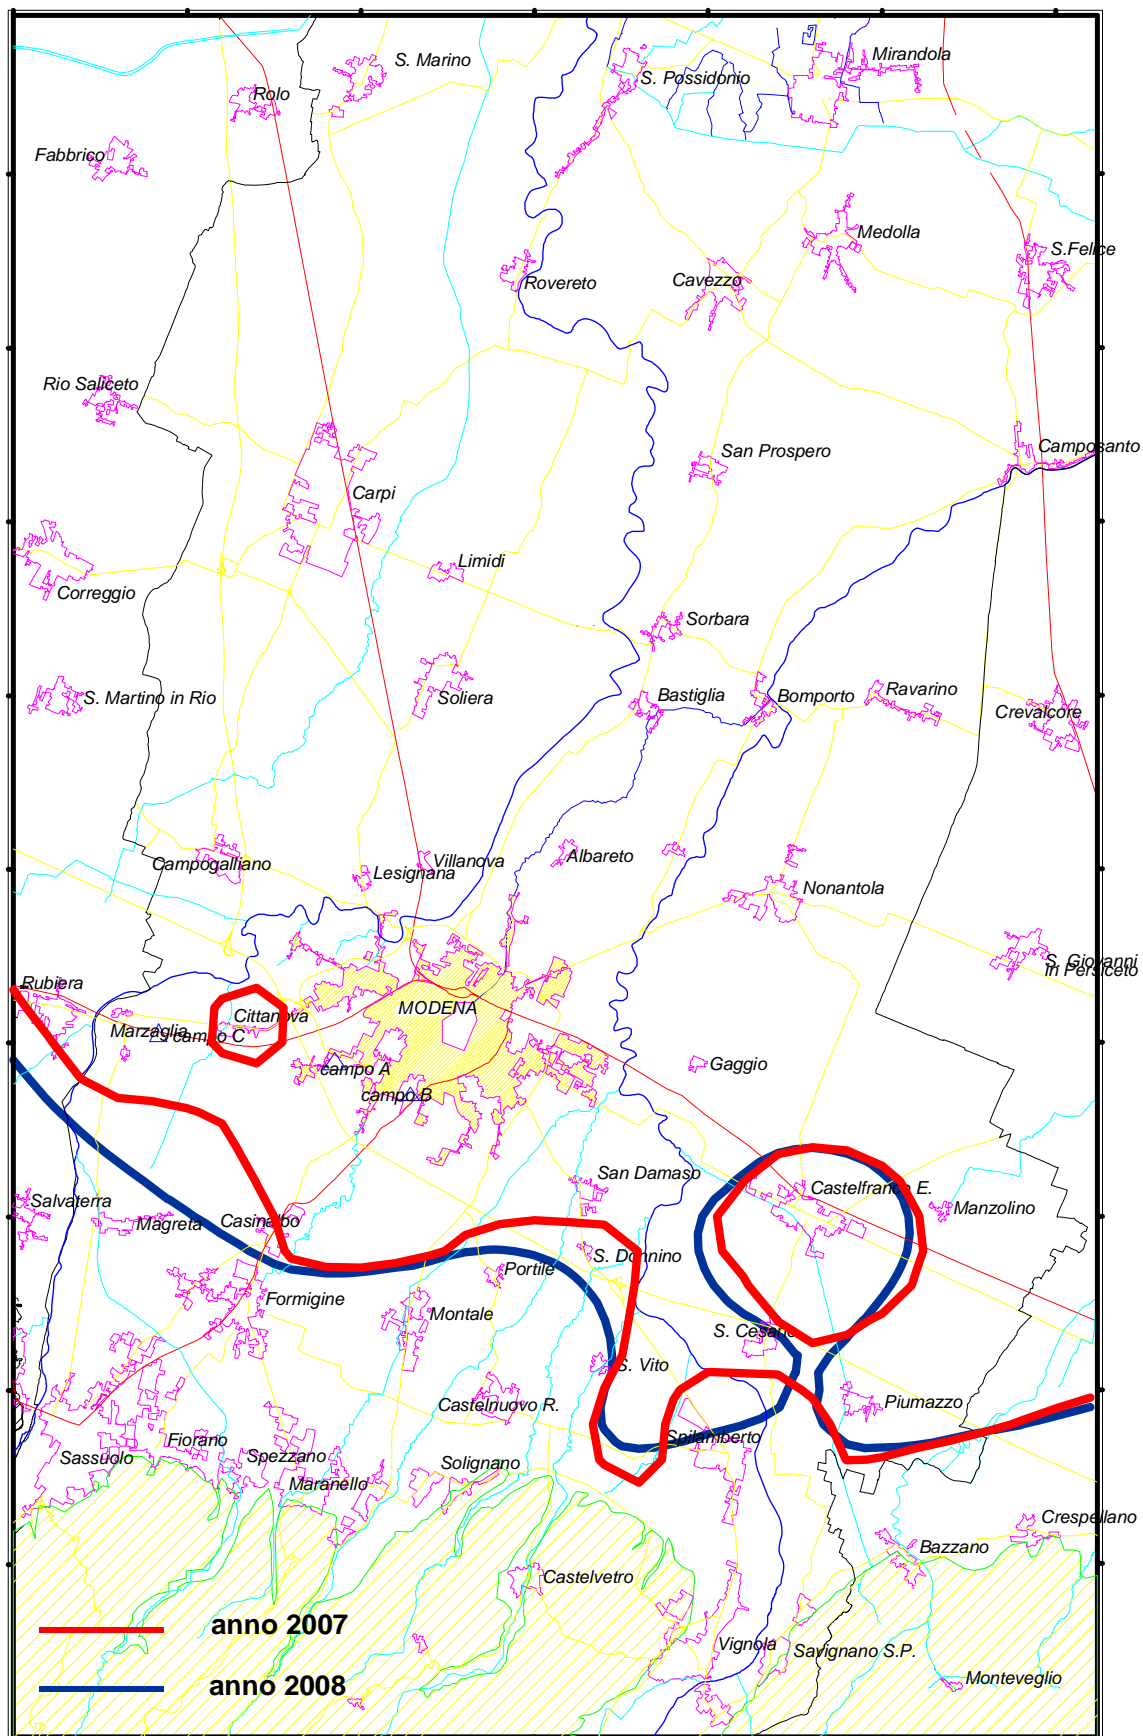 S. Marino
Mirandola
S. Possidonio
Rolo
Fabbrico
Medolla
S.Felice
Rovereto
Cavezzo
Rio Saliceto
Camposanto
San Prospero
Carpi
Limidi
Correggio
Sorbara
S. Martino in Rio
Soliera
Bastiglia
Bomporto
Ravarino
Crevalcore
Campogalliano
Lesignana
Villanova
Albareto
Nonantola
S. Giovanni
in Persiceto
Rubiera
Cittanova
MODENA
Marzaglia
campo C
campo A
campo B
Gaggio
San Damaso
Castelfranco E.
Manzolino
Salvaterra
Magreta
Casinalbo
S. Donnino
Portile
Formigine
Montale
S. Cesario
S. Vito
Castelnuovo R.
Piumazzo
Sassuolo
Fiorano
Spezzano
Maranello
Solignano
Spilamberto
Crespellano
Bazzano
Castelvetro
anno 2007
Vignola
Savignano S.P.
anno 2008
Monteveglio